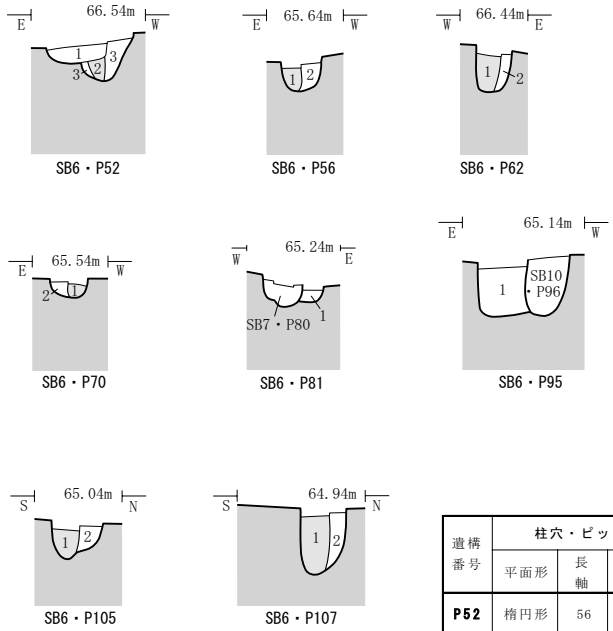 66.54m
E W
1
3
3 2
SB6・P52
65.64m
E W
1 2
SB6・P56
66.44m
E W
1
2
SB6・P62
65.54m
E W
2 1
SB6・P70
65.24m
W E
1
SB7・P80
SB6・P81
65.14m
E W
1
SB10
・P96
SB6・P95
65.04m
S N
1 2
SB6・P105
64.94m
S N
1 2
SB6・P107
遺構
番号
柱穴・ピッ
平面形
長
軸
P52 楕円形 56